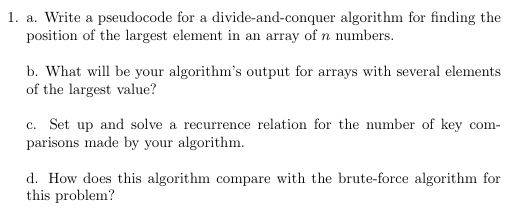 1. a. Write a pseudocode for a divide-and-conquer algorithm for finding the
position of the largest element in an array of n numbers.
b. What will be your algorithm's output for arrays with several elements
of the largest value?
c. Set up and solve a recurrence relation for the number of key com-
parisons made by your algorithm.
d. How does this algorithm compare with the brute-force algorithm for
this problem?